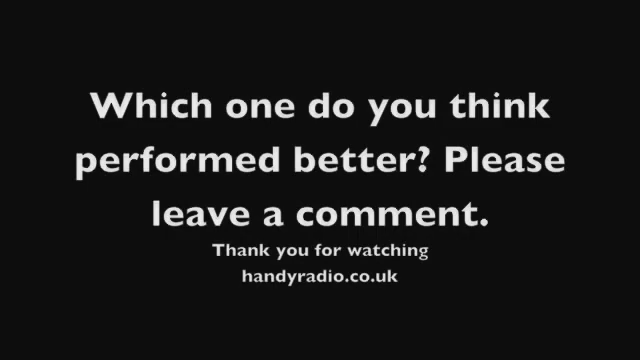 Which one do you think
performed better? Please
leave a comment.
Thank you for watching
handyradio.co.uk